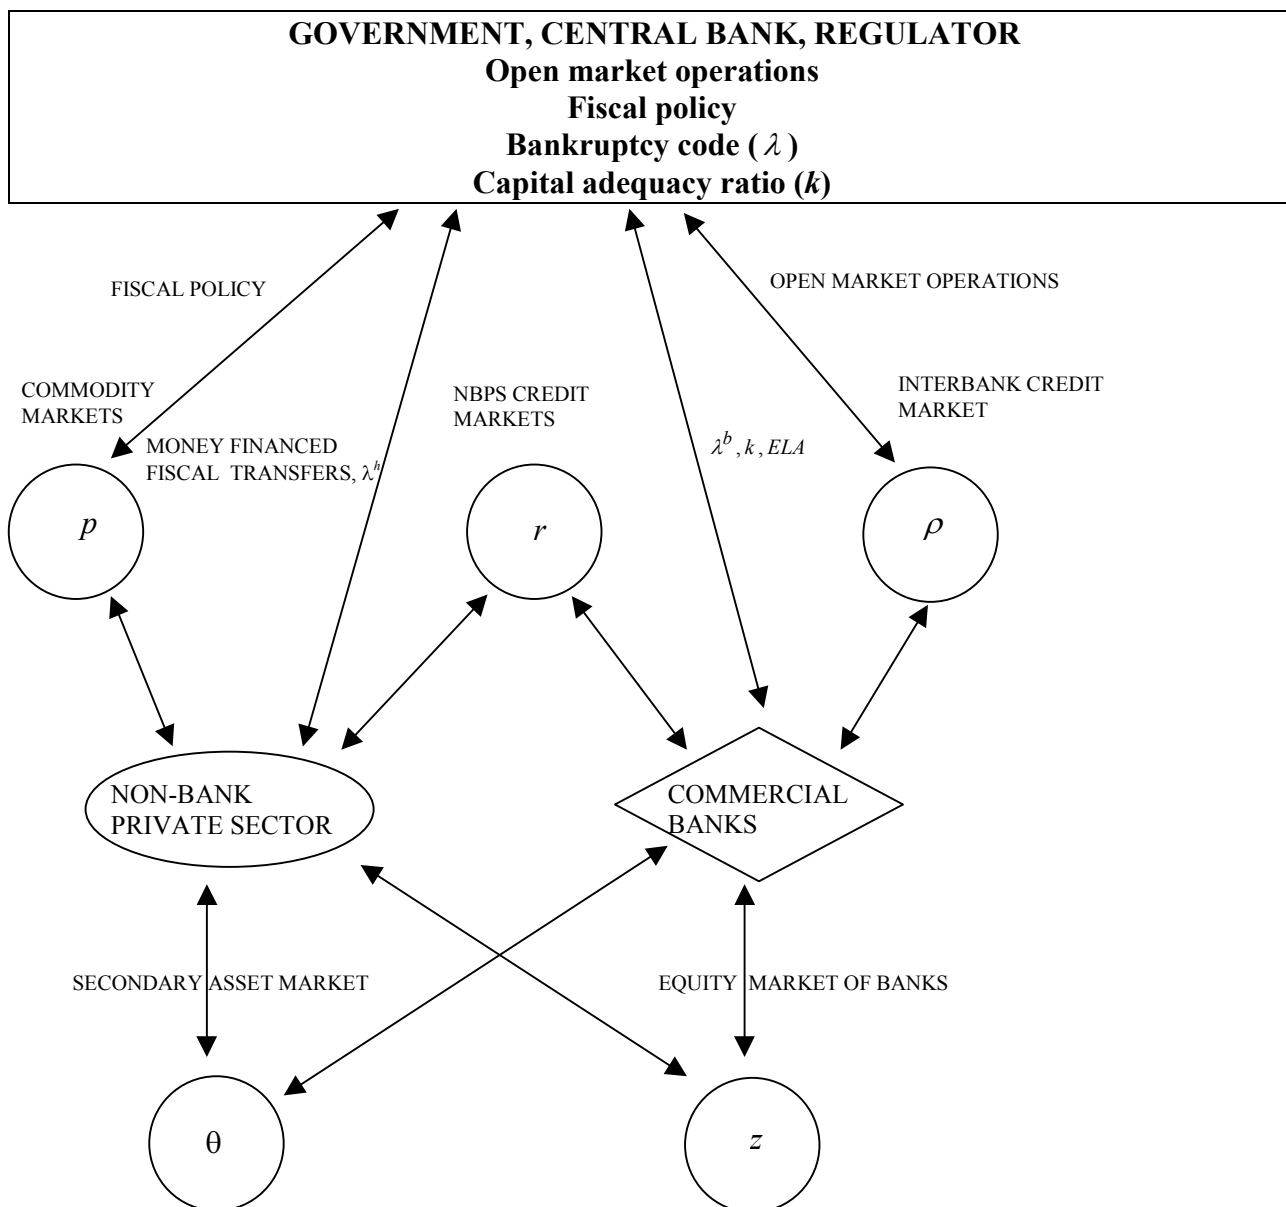 GOVERNMENT, CENTRAL BANK, REGULATOR
Open market operations
Fiscal policy
Bankruptcy code ( λ )
Capital adequacy ratio (k)
FISCAL POLICY
OPEN MARKET OPERATIONS
COMMODITY
MARKETS
NBPS CREDIT
MARKETS
INTERBANK CREDIT
MARKET
MONEY FINANCED
FISCAL TRANSFERS, λʰ
λᵇ , k , ELA
p
r
ρ
NON-BANK
PRIVATE SECTOR
COMMERCIAL
BANKS
SECONDARY ASSET MARKET
EQUITY MARKET OF BANKS
θ
z